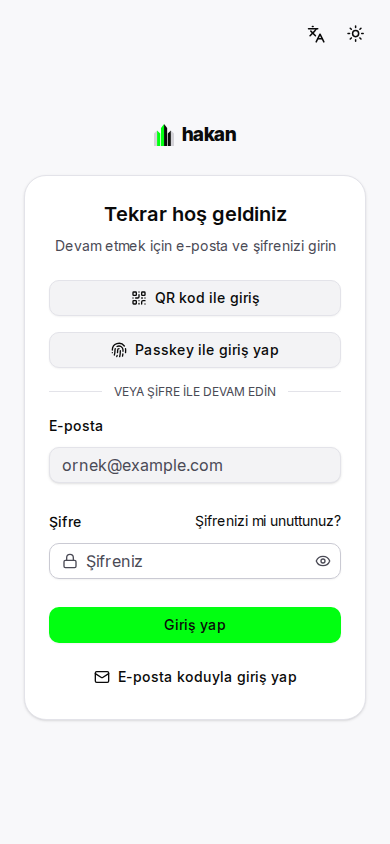 hakan
Tekrar hoş geldiniz
Devam etmek için e-posta ve şifrenizi girin
QR kod ile giriş
Passkey ile giriş yap
VEYA ŞİFRE İLE DEVAM EDİN
E-posta
ornek@example.com
Şifre
Şifrenizi mi unuttunuz?
Şifreniz
Giriş yap
E-posta koduyla giriş yap